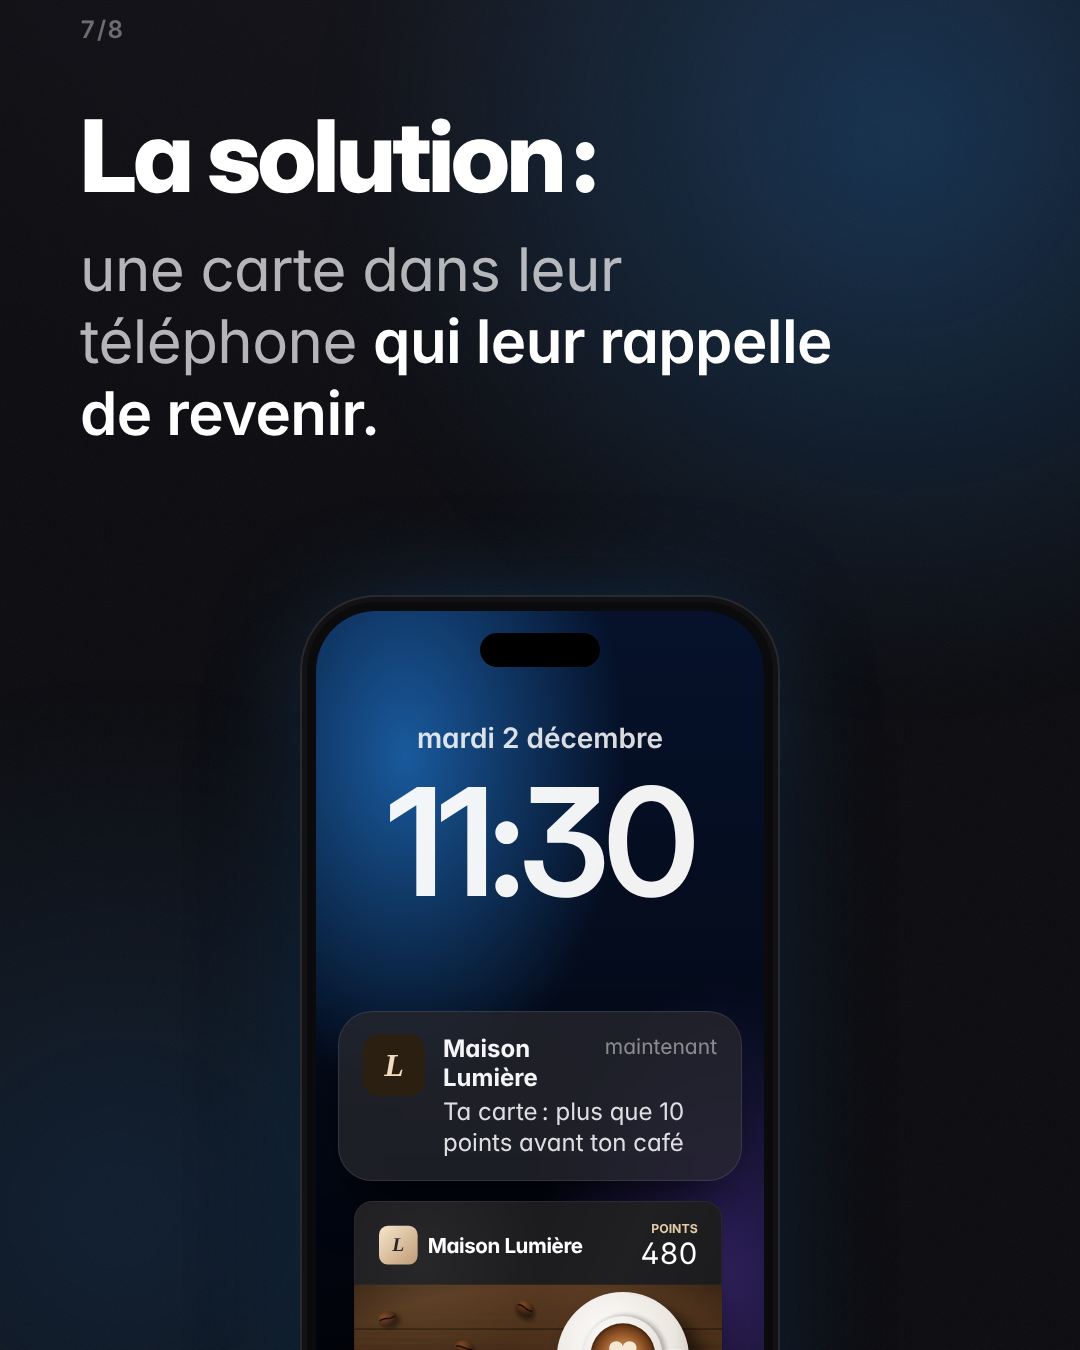 7/8
La solution :
une carte dans leur
téléphone qui leur rappelle
de revenir.
mardi 2 décembre
11:30
L
Maison
Lumière
maintenant
Ta carte : plus que 10
points avant ton café
L
Maison Lumière
POINTS
480